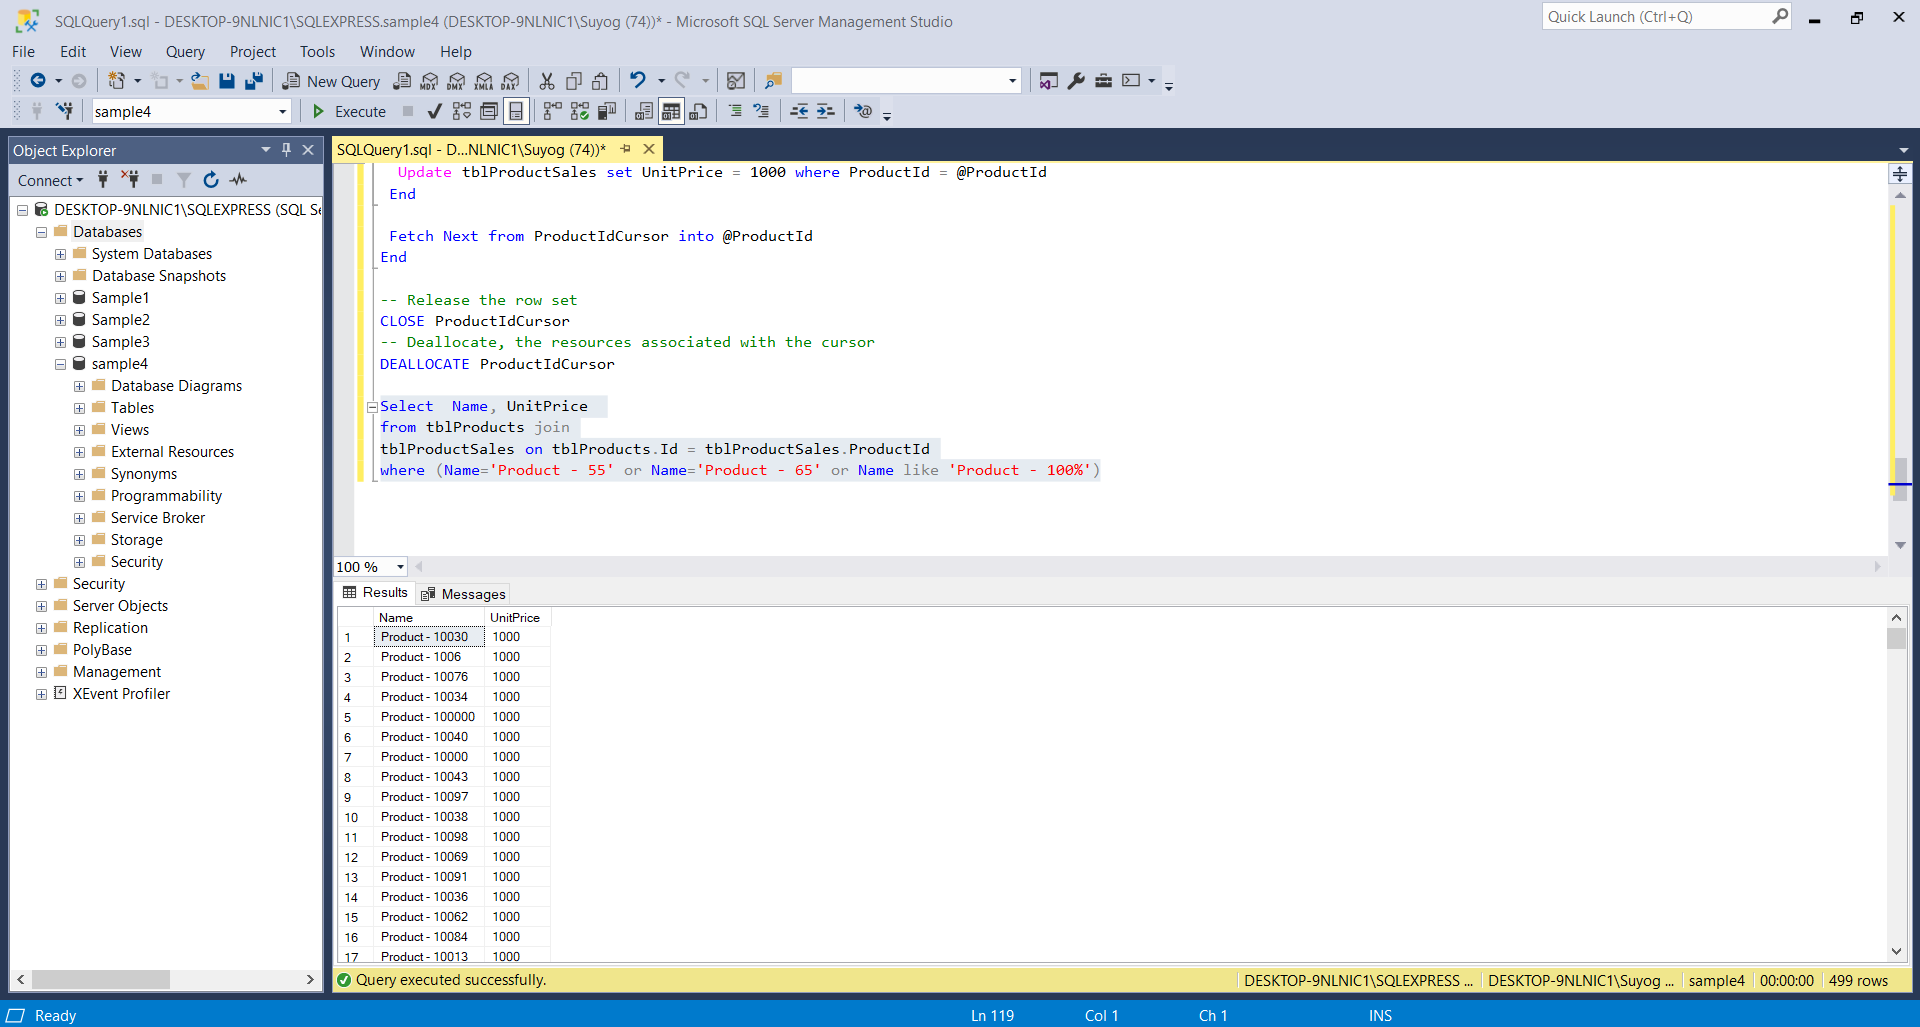 SQLQuery1.sql - DESKTOP-9NLNIC1\SQLEXPRESS.sample4 (DESKTOP-9NLNIC1\Suyog (74))* - Microsoft SQL Server Management Studio
Quick Launch (Ctrl+Q)
File Edit View Query Project Tools Window Help
New Query MDX DMX XMLA DAX
sample4 Execute
Object Explorer
Connect
DESKTOP-9NLNIC1\SQLEXPRESS (SQL Se
Databases
System Databases
Database Snapshots
Sample1
Sample2
Sample3
sample4
Database Diagrams
Tables
Views
External Resources
Synonyms
Programmability
Service Broker
Storage
Security
Security
Server Objects
Replication
PolyBase
Management
XEvent Profiler
SQLQuery1.sql - D...NLNIC1\Suyog (74))*
Update tblProductSales set UnitPrice = 1000 where ProductId = @ProductId
End
Fetch Next from ProductIdCursor into @ProductId
End
-- Release the row set
CLOSE ProductIdCursor
-- Deallocate, the resources associated with the cursor
DEALLOCATE ProductIdCursor
Select  Name, UnitPrice
from tblProducts join
tblProductSales on tblProducts.Id = tblProductSales.ProductId
where (Name='Product - 55' or Name='Product - 65' or Name like 'Product - 100%')
100 %
Results Messages
Name UnitPrice
1 Product - 10030 1000
2 Product - 1006 1000
3 Product - 10076 1000
4 Product - 10034 1000
5 Product - 100000 1000
6 Product - 10040 1000
7 Product - 10000 1000
8 Product - 10043 1000
9 Product - 10097 1000
10 Product - 10038 1000
11 Product - 10098 1000
12 Product - 10069 1000
13 Product - 10091 1000
14 Product - 10036 1000
15 Product - 10062 1000
16 Product - 10084 1000
17 Product - 10013 1000
Query executed successfully.
DESKTOP-9NLNIC1\SQLEXPRESS ... DESKTOP-9NLNIC1\Suyog ... sample4 00:00:00 499 rows
Ready Ln 119 Col 1 Ch 1 INS